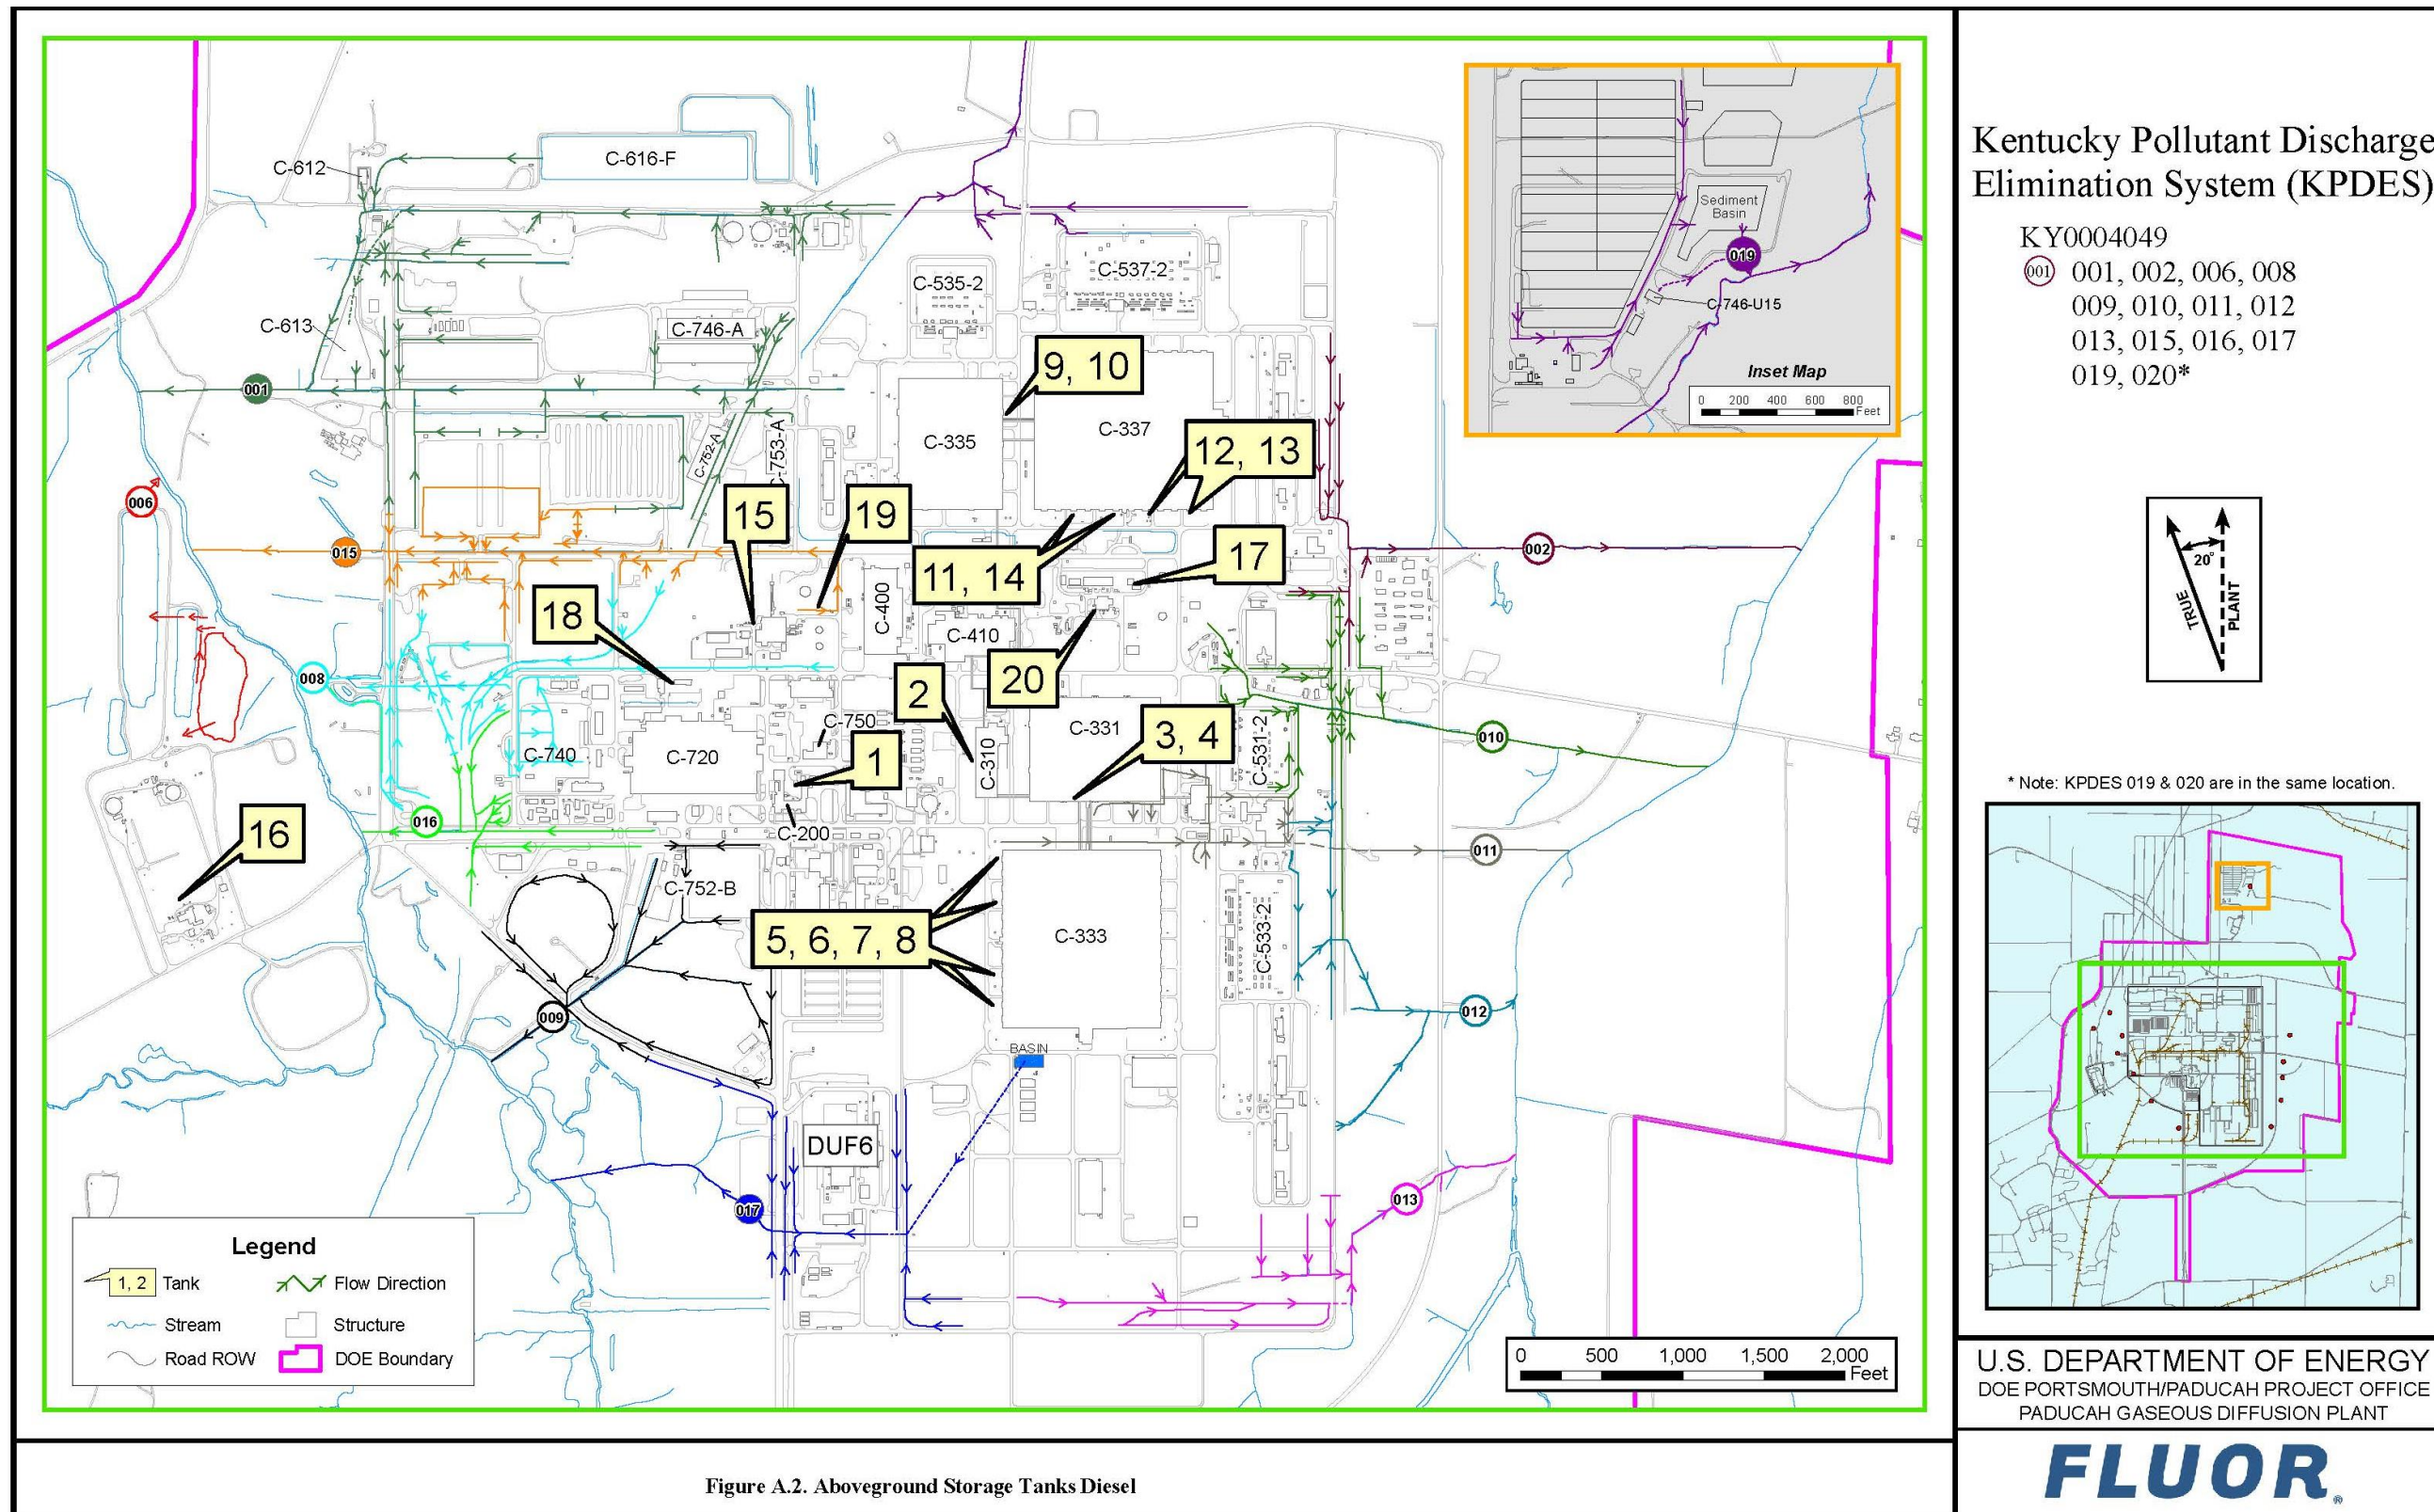 C-612
C-616-F
C-613
C-746-A
C-535-2
C-537-2
001
006
015
008
016
009
017
002
010
011
012
013
C-335
C-337
C-752-A
C-753-A
9, 10
12, 13
15
19
11, 14
17
18
C-400
C-410
20
2
C-750
C-740
C-720
1
C-310
C-331
3, 4
C-531-2
C-200
16
C-752-B
5, 6, 7, 8
C-333
C-533-2
BASIN
DUF6
Sediment
Basin
019
C-746-U15
Inset Map
0 200 400 600 800
Feet
Legend
1, 2 Tank
Flow Direction
Stream
Structure
Road ROW
DOE Boundary
0 500 1,000 1,500 2,000
Feet
Kentucky Pollutant Discharge
Elimination System (KPDES)
KY0004049
001 001, 002, 006, 008
009, 010, 011, 012
013, 015, 016, 017
019, 020*
20°
TRUE
PLANT
* Note: KPDES 019 & 020 are in the same location.
U.S. DEPARTMENT OF ENERGY
DOE PORTSMOUTH/PADUCAH PROJECT OFFICE
PADUCAH GASEOUS DIFFUSION PLANT
FLUOR®
Figure A.2. Aboveground Storage Tanks Diesel